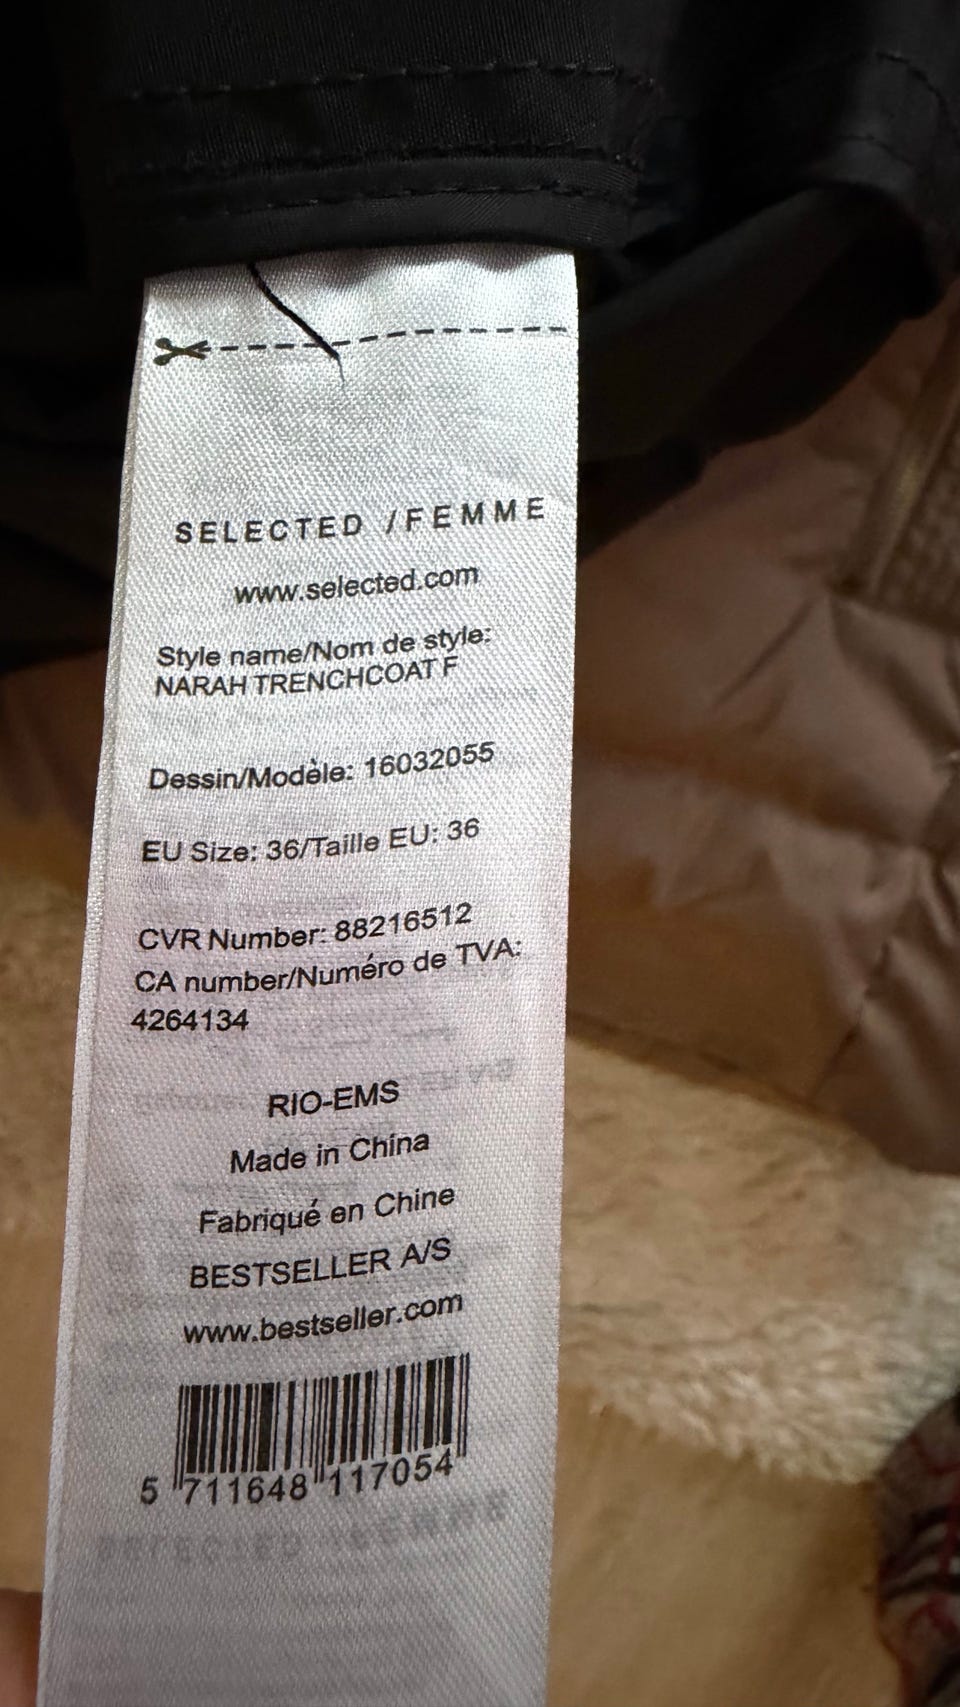 SELECTED /FEMME
www.selected.com
Style name/Nom de style:
NARAH TRENCHCOAT F
Dessin/Modèle: 16032055
EU Size: 36/Taille EU: 36
CVR Number: 88216512
CA number/Numéro de TVA:
4264134
RIO-EMS
Made in China
Fabriqué en Chine
BESTSELLER A/S
www.bestseller.com
5 711648 117054